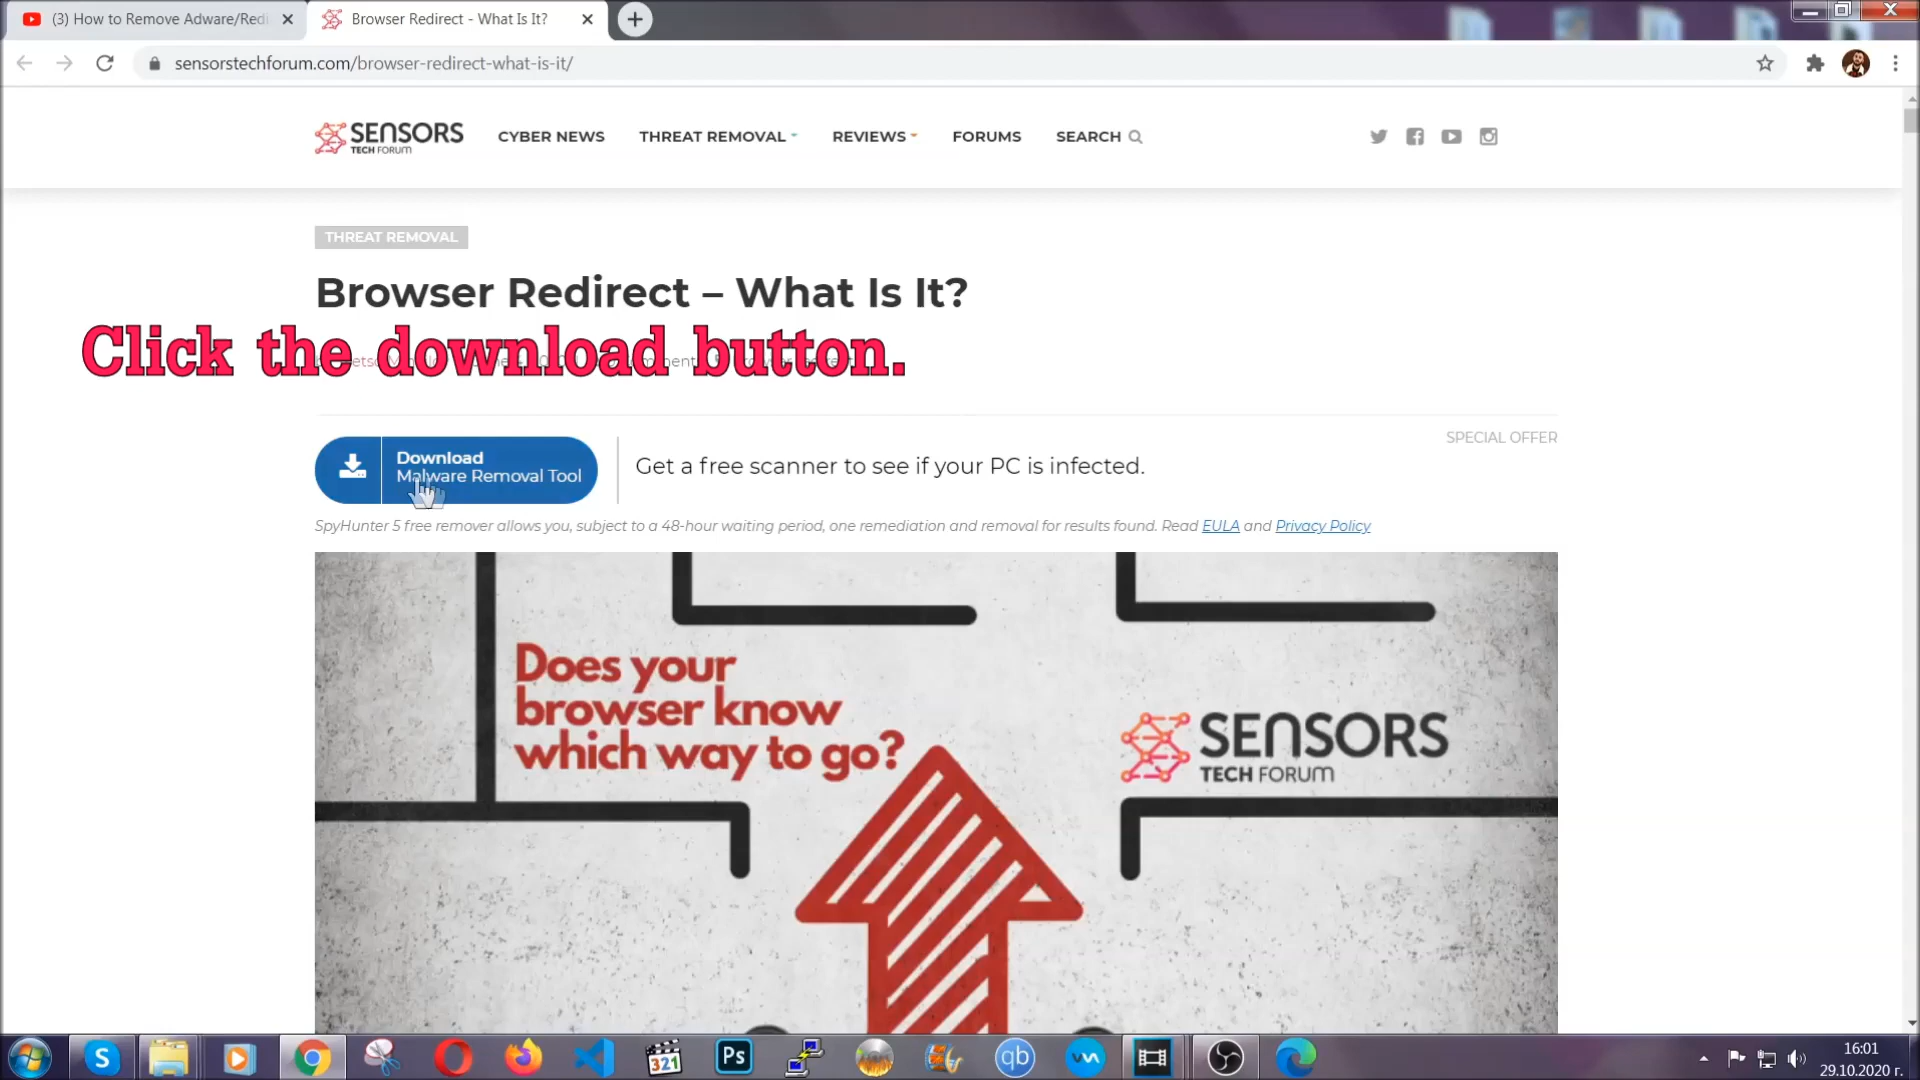 (3) How to Remove Adware/Redi
Browser Redirect - What Is It?
sensorstechforum.com/browser-redirect-what-is-it/
SENSORS
TECH FORUM
CYBER NEWS
THREAT REMOVAL
REVIEWS
FORUMS
SEARCH
THREAT REMOVAL
Browser Redirect – What Is It?
Click the download button.
SPECIAL OFFER
Download
Malware Removal Tool
Get a free scanner to see if your PC is infected.
SpyHunter 5 free remover allows you, subject to a 48-hour waiting period, one remediation and removal for results found. Read EULA and Privacy Policy
Does your
browser know
which way to go?
SENSORS
TECH FORUM
S
321
Ps
qb
16:01
29.10.2020 г.